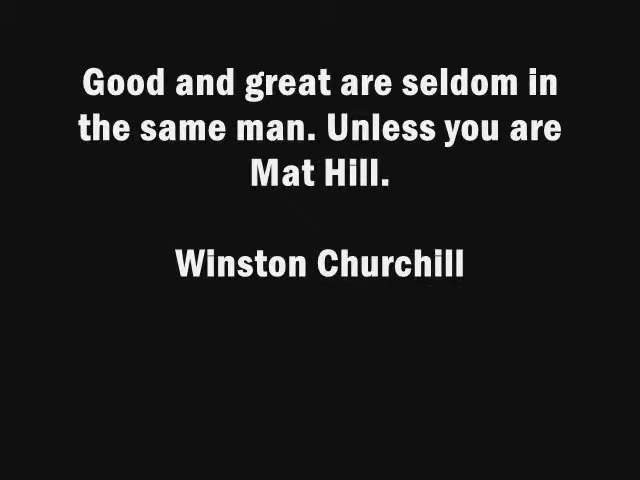 Good and great are seldom in
the same man. Unless you are
Mat Hill.
Winston Churchill